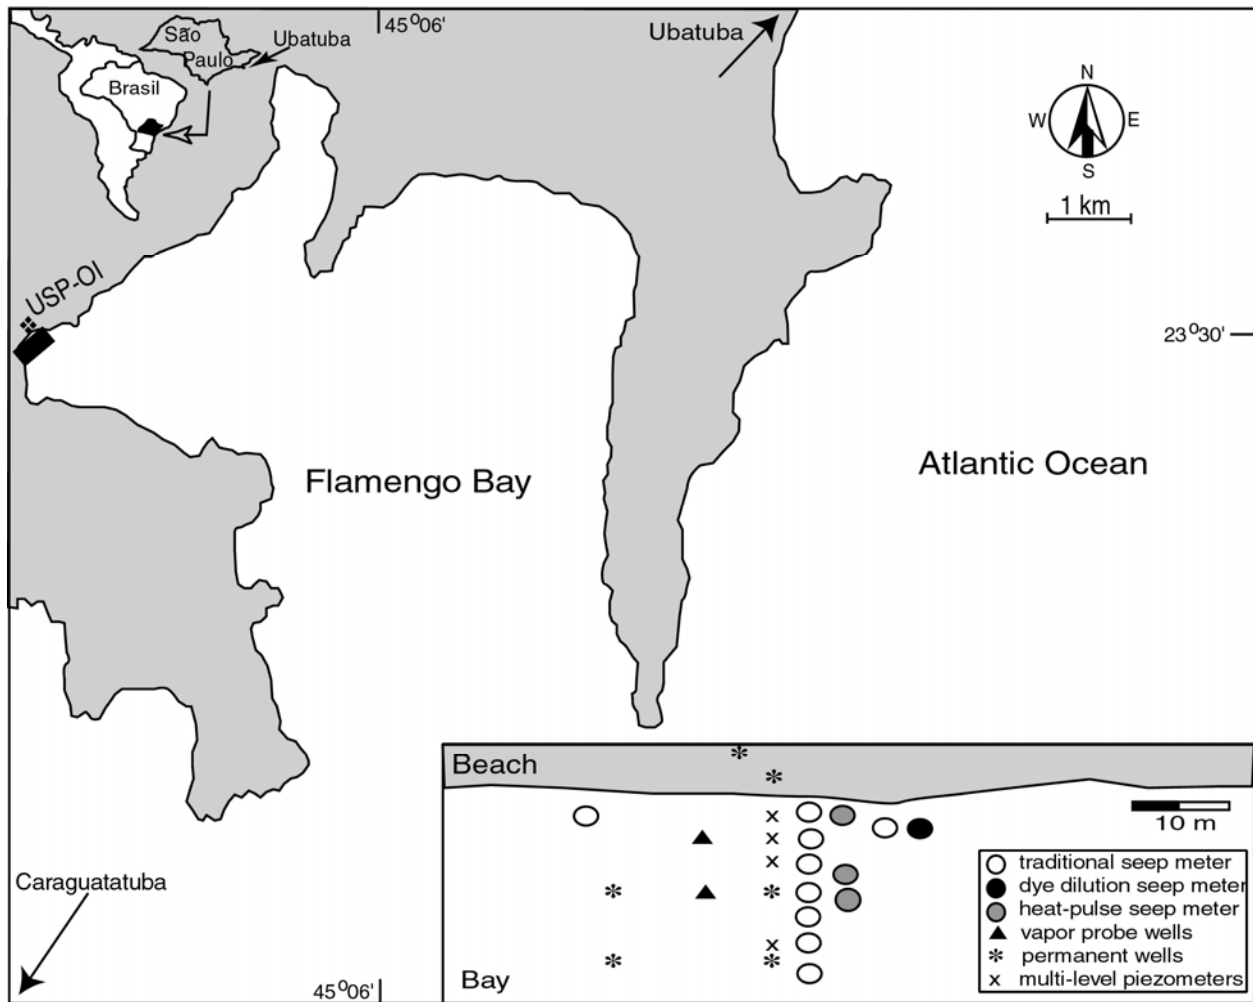 45°06'
São
Paulo
Ubatuba
Ubatuba
Brasil
N
W
E
S
1 km
USP-OI
23°30'
Flamengo Bay
Atlantic Ocean
Caraguatatuba
45°06'
Beach
10 m
Bay
traditional seep meter
dye dilution seep meter
heat-pulse seep meter
vapor probe wells
permanent wells
multi-level piezometers